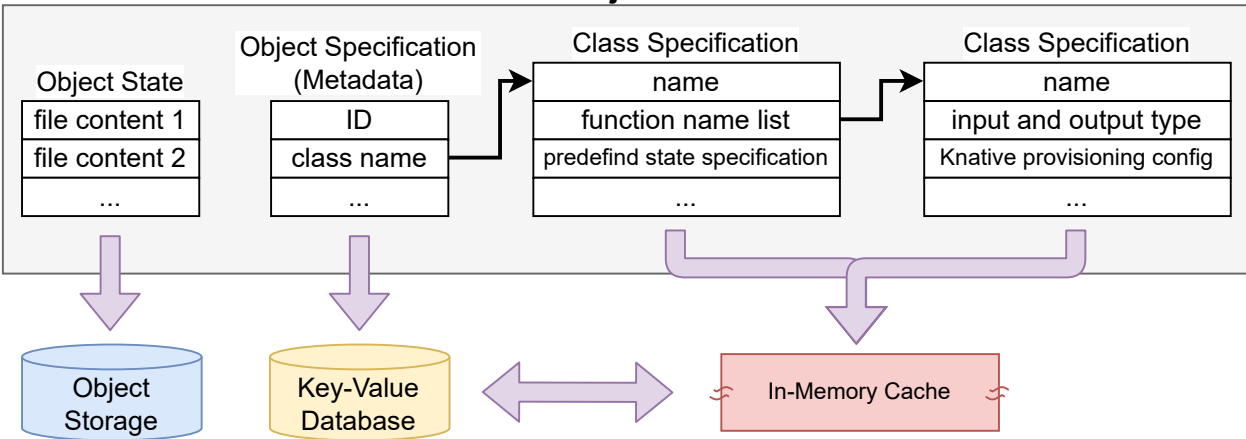 Object State
file content 1
file content 2
...
Object Specification
(Metadata)
ID
class name
...
Class Specification
name
function name list
predefind state specification
...
Class Specification
name
input and output type
Knative provisioning config
...
Object
Storage
Key-Value
Database
In-Memory Cache